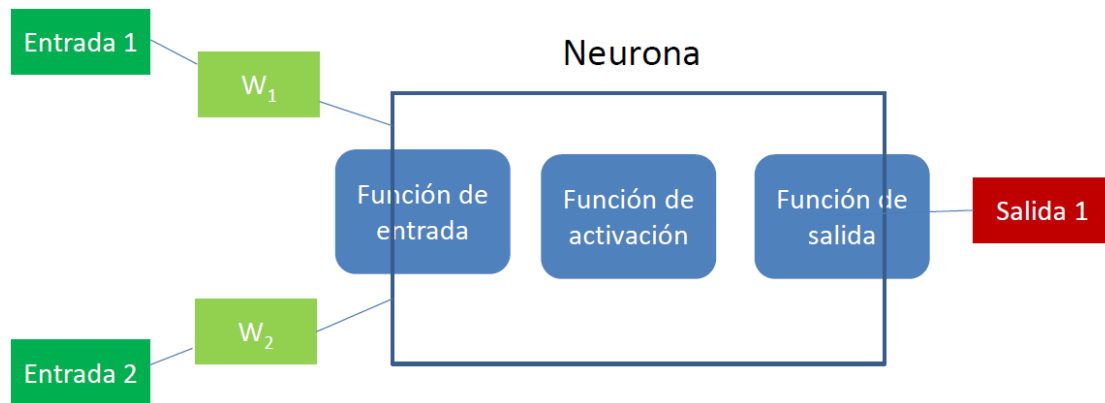 Entrada 1
W₁
Neurona
Función de
entrada
Función de
activación
Función de
salida
Salida 1
W₂
Entrada 2